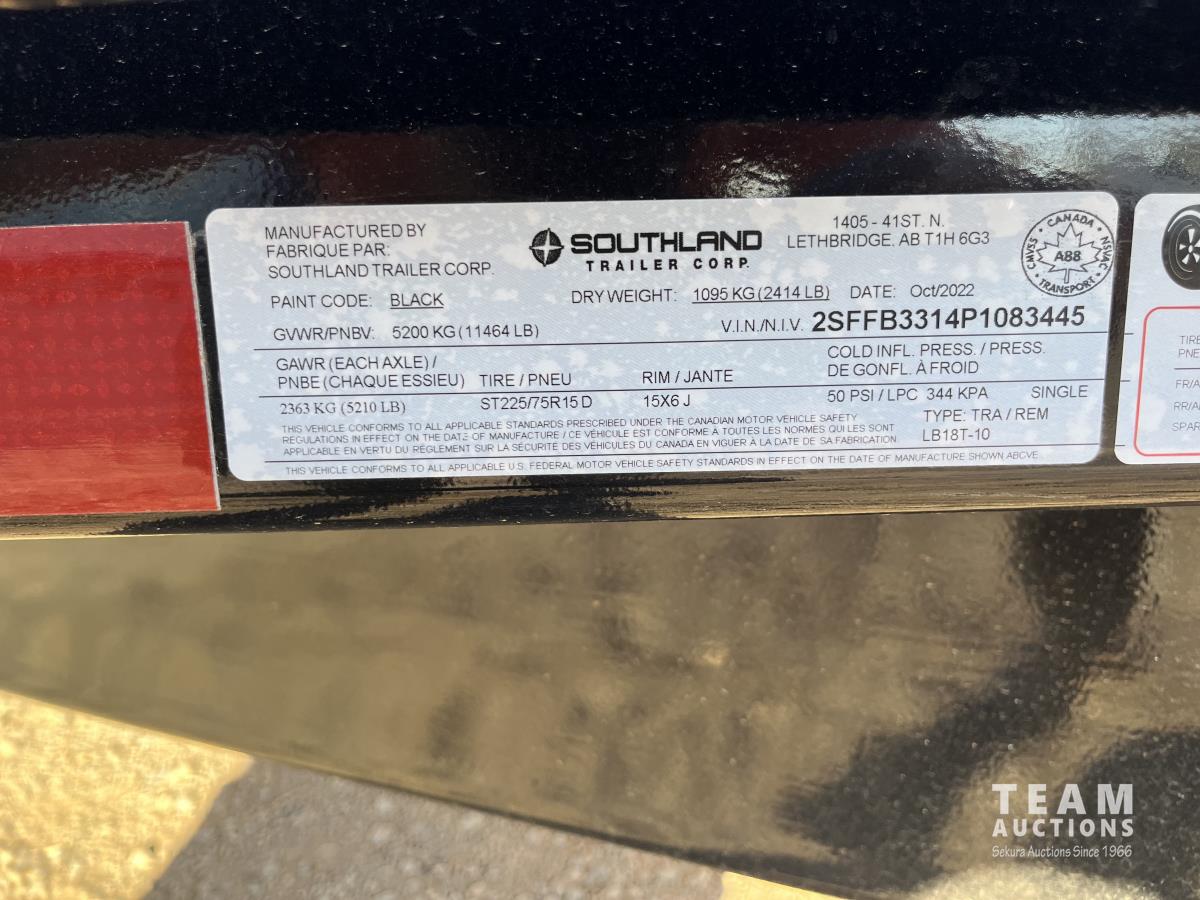 MANUFACTURED BY
FABRIQUE PAR:
SOUTHLAND TRAILER CORP.
SOUTHLAND
TRAILER CORP.
1405 - 41ST. N.
LETHBRIDGE, AB T1H 6G3
CANADA
CMVSS NSVAC
A88
TRANSPORT
PAINT CODE: BLACK
DRY WEIGHT: 1095 KG (2414 LB) DATE: Oct/2022
GVWR/PNBV: 5200 KG (11464 LB)
V.I.N./N.I.V. 2SFFB3314P1083445
GAWR (EACH AXLE) /
PNBE (CHAQUE ESSIEU) TIRE / PNEU RIM / JANTE
COLD INFL. PRESS. / PRESS.
DE GONFL. À FROID
2363 KG (5210 LB) ST225/75R15 D 15X6 J 50 PSI / LPC 344 KPA SINGLE
THIS VEHICLE CONFORMS TO ALL APPLICABLE STANDARDS PRESCRIBED UNDER THE CANADIAN MOTOR VEHICLE SAFETY
REGULATIONS IN EFFECT ON THE DATE OF MANUFACTURE / CE VÉHICULE EST CONFORME À TOUTES LES NORMES QUI LES SONT
APPLICABLE EN VERTU DU RÈGLEMENT SUR LA SÉCURITÉ DES VÉHICULES DU CANADA EN VIGUER À LA DATE DE SA FABRICATION
TYPE: TRA / REM
LB18T-10
THIS VEHICLE CONFORMS TO ALL APPLICABLE U.S. FEDERAL MOTOR VEHICLE SAFETY STANDARDS IN EFFECT ON THE DATE OF MANUFACTURE SHOWN ABOVE
TIRE
PNE
FR/A
RR/A
SPAR
TEAM
AUCTIONS
Sekura Auctions Since 1966